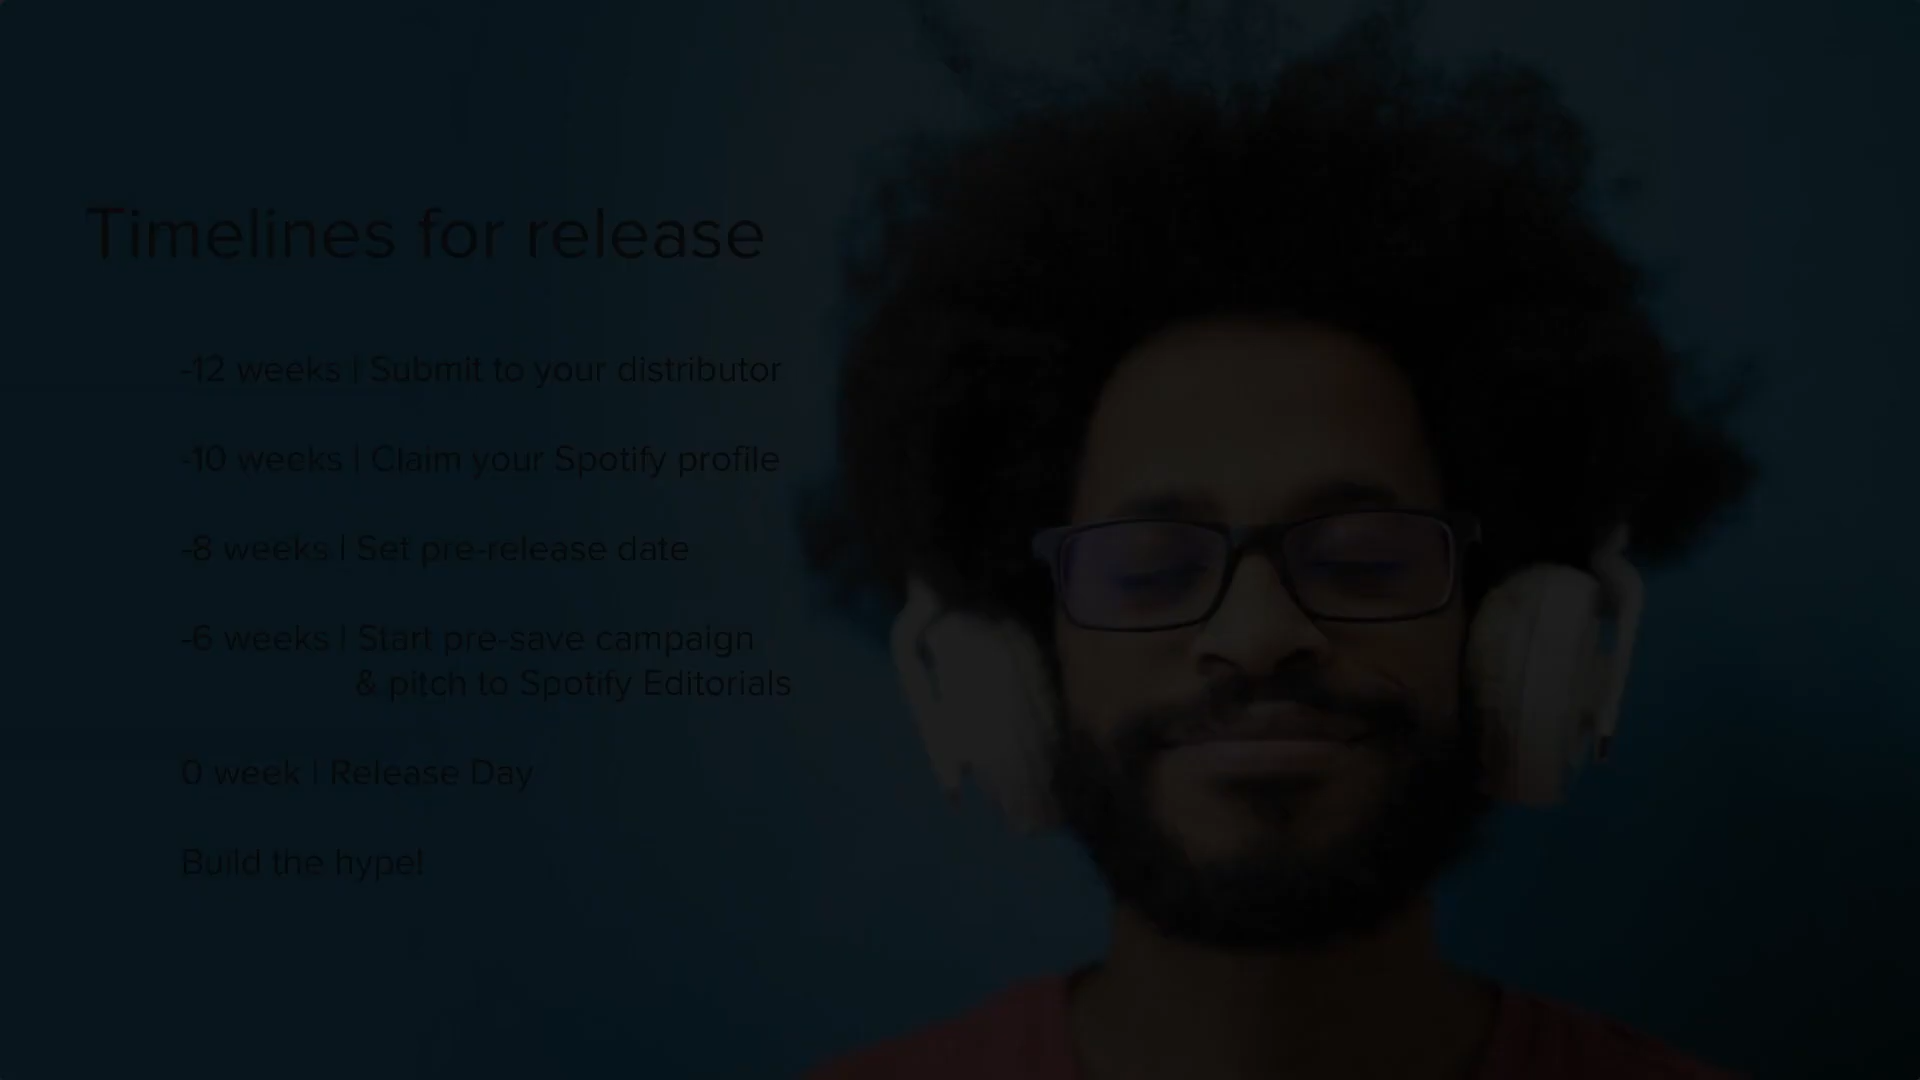 Timelines for release
-12 weeks | Submit to your distributor
-10 weeks | Claim your Spotify profile
-8 weeks | Set pre-release date
-6 weeks | Start pre-save campaign
& pitch to Spotify Editorials
0 week | Release Day
Build the hype!